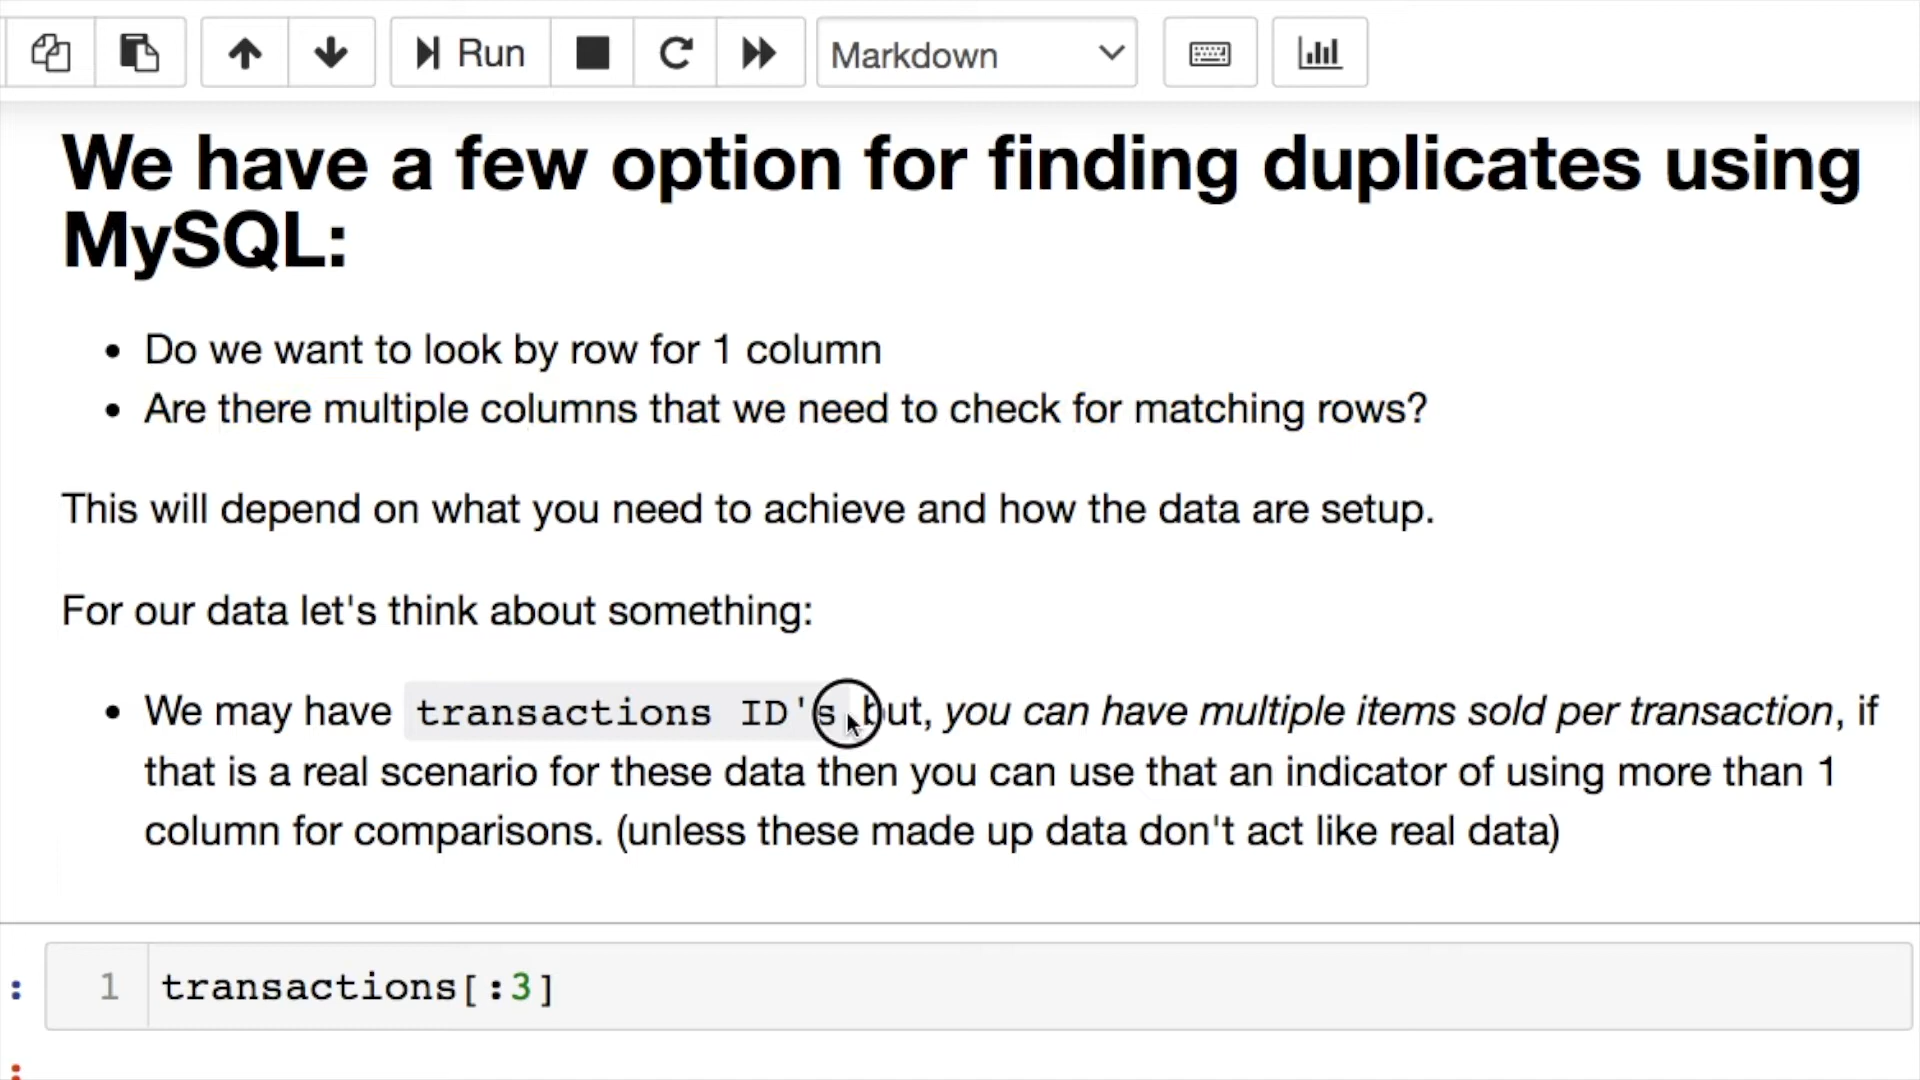 Run
Markdown
We have a few option for finding duplicates using
MySQL:
• Do we want to look by row for 1 column
• Are there multiple columns that we need to check for matching rows?
This will depend on what you need to achieve and how the data are setup.
For our data let's think about something:
• We may have transactions ID's but, you can have multiple items sold per transaction, if
that is a real scenario for these data then you can use that an indicator of using more than 1
column for comparisons. (unless these made up data don't act like real data)
: 1 transactions[:3]
: